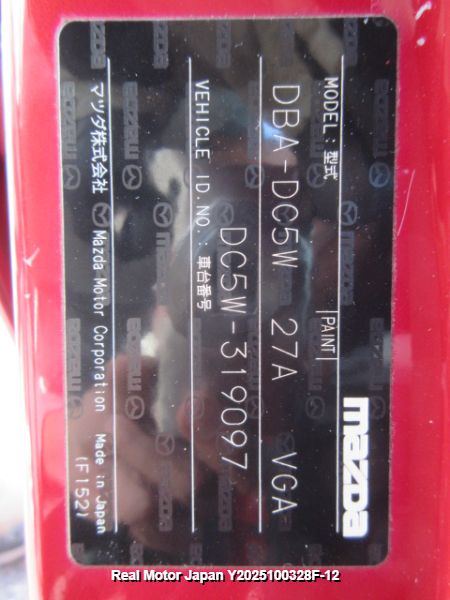 mazda
MODEL : 型式 |PAINT|
DBA-DC5W 27A VGA
VEHICLE I D. NO. : 車台番号
DC5W-319097
マツダ株式会社 Mazda Motor Corporation Made in Japan
(F152)
Real Motor Japan Y2025100328F-12